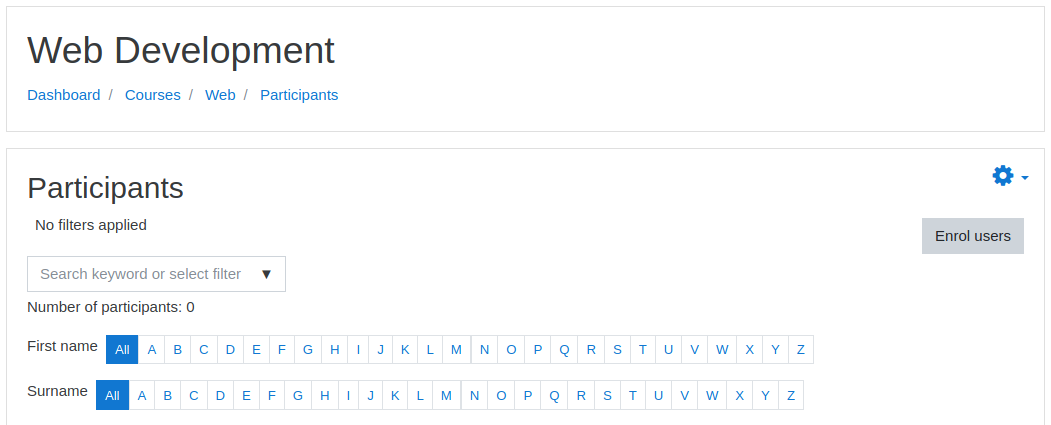 Web Development
Dashboard / Courses / Web / Participants
Participants
No filters applied
Enrol users
Search keyword or select filter ▼
Number of participants: 0
First name All A B C D E F G H I J K L M N O P Q R S T U V W X Y Z
Surname All A B C D E F G H I J K L M N O P Q R S T U V W X Y Z